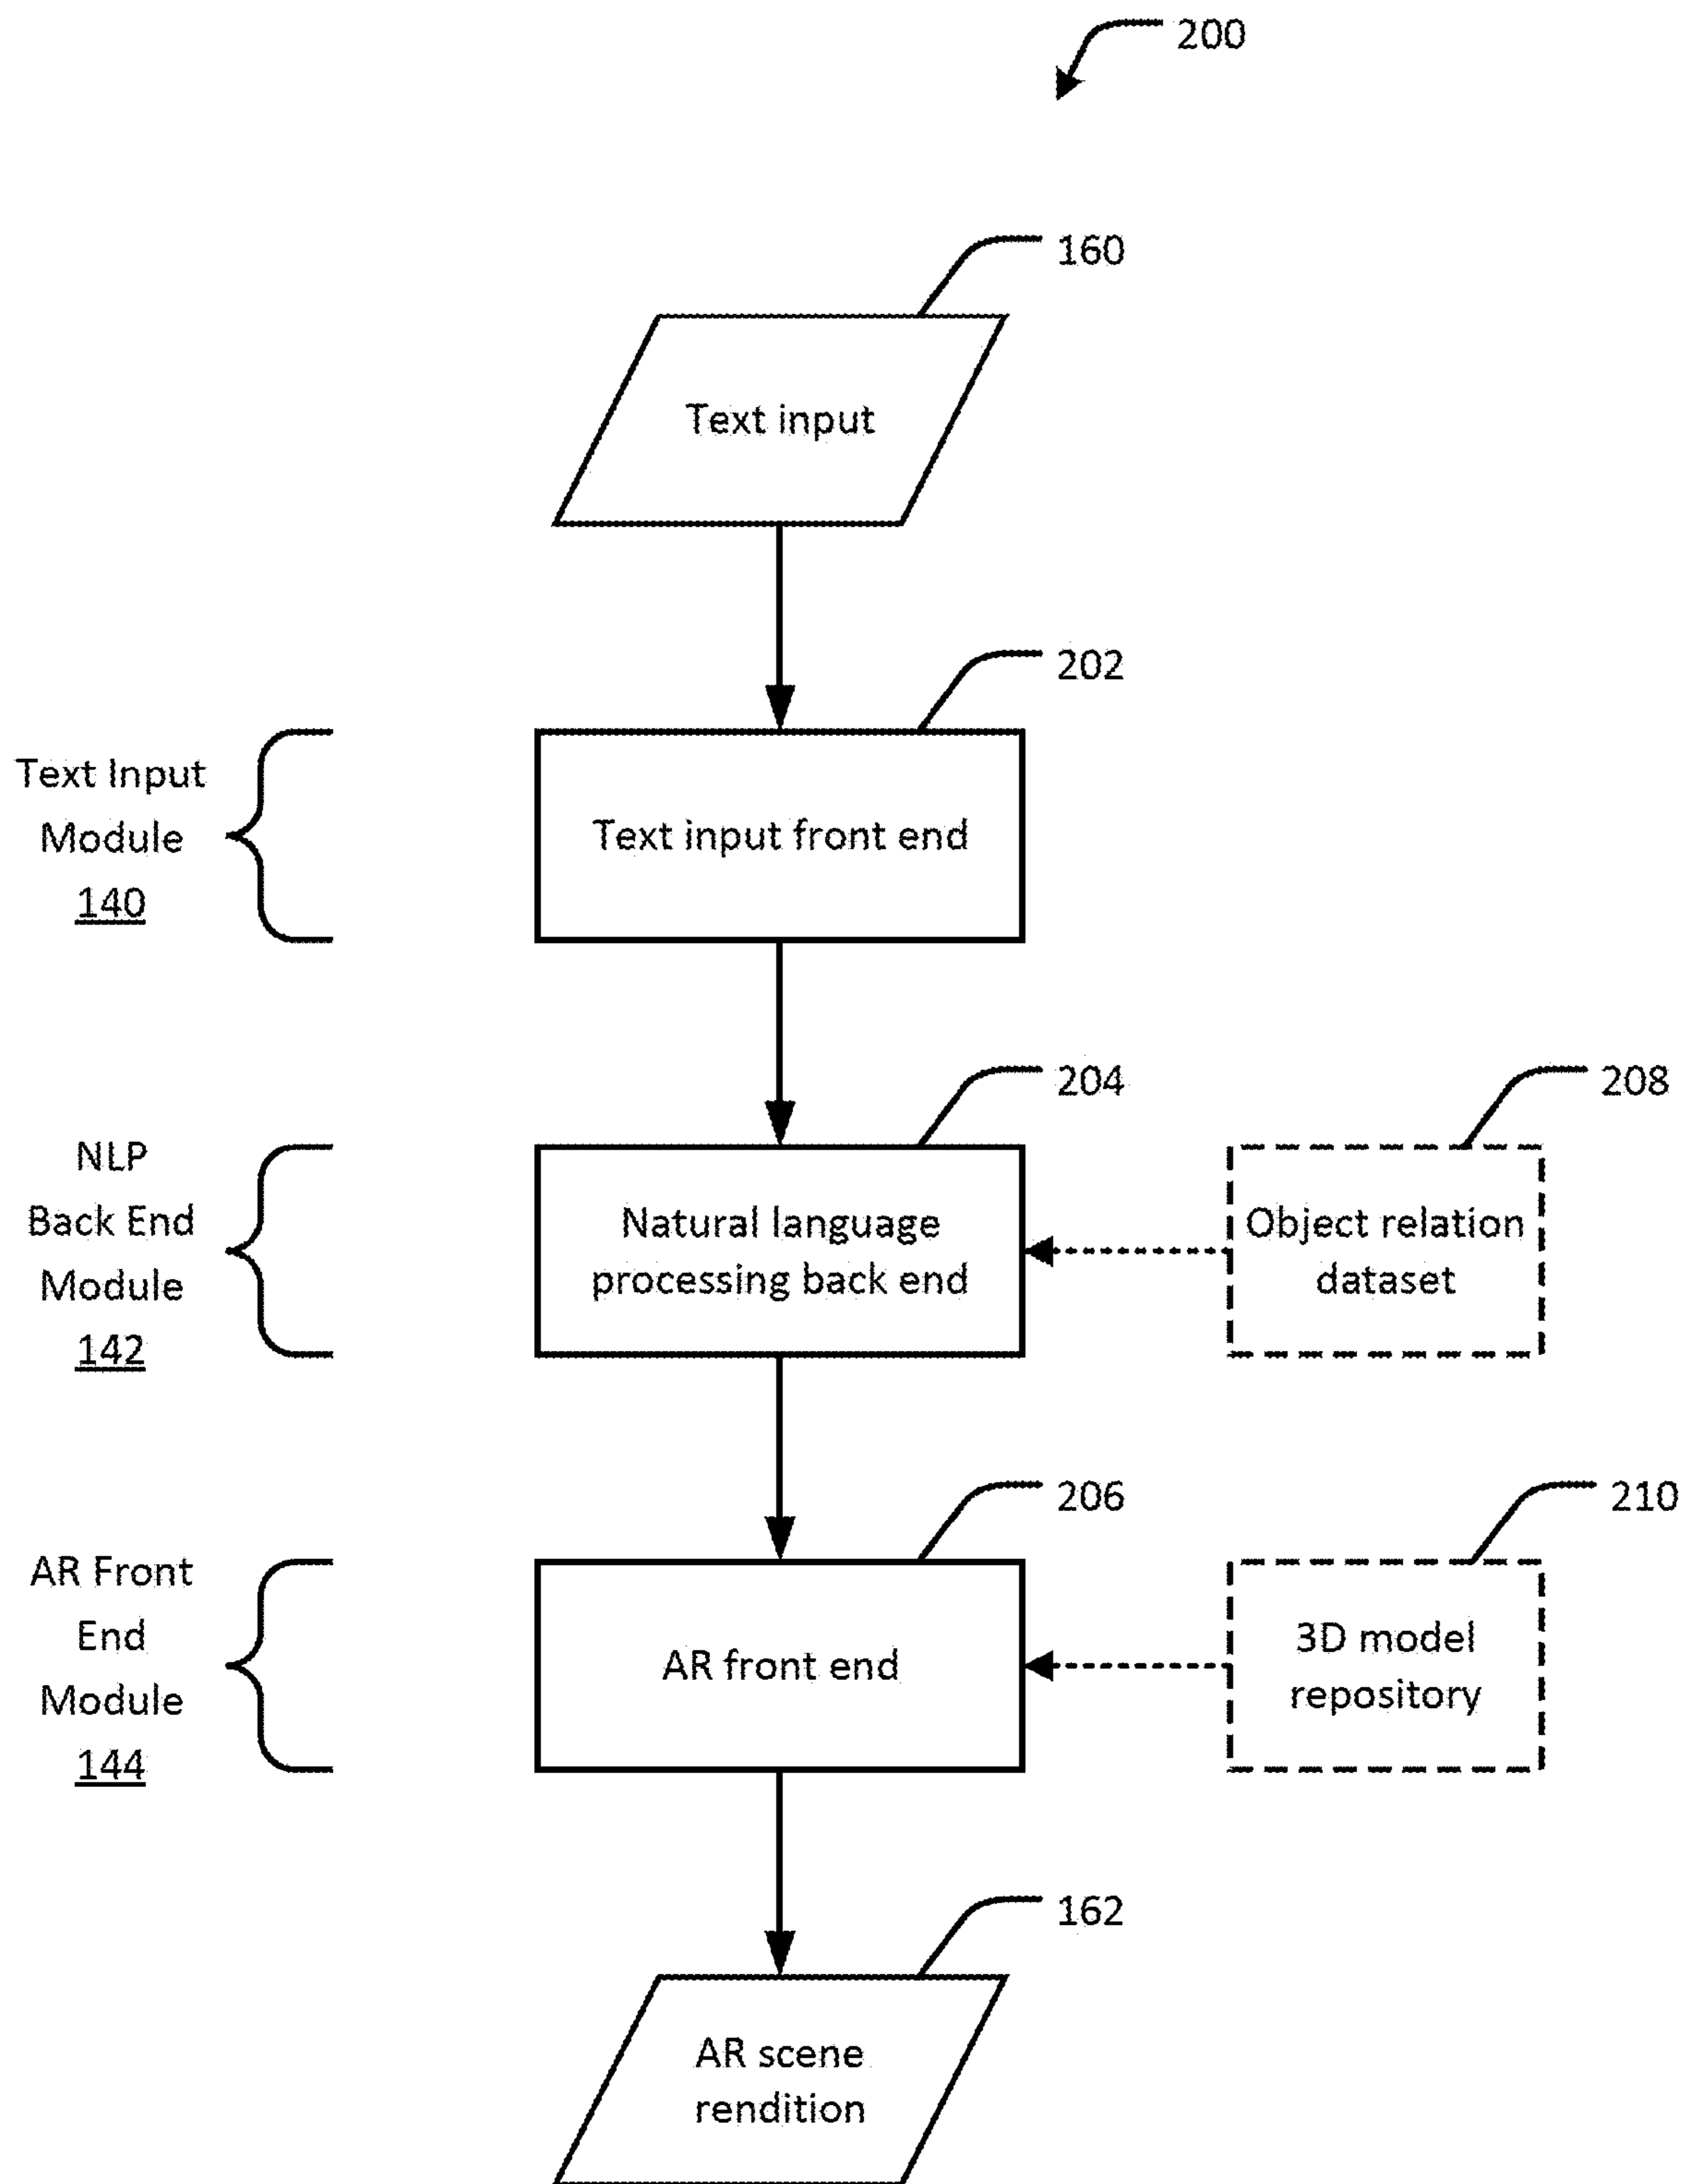 200
160
Text input
202
Text Input
Module
140
Text input front end
204
208
NLP
Back End
Module
142
Natural language
processing back end
Object relation
dataset
206
210
AR Front
End
Module
144
AR front end
3D model
repository
162
AR scene
rendition